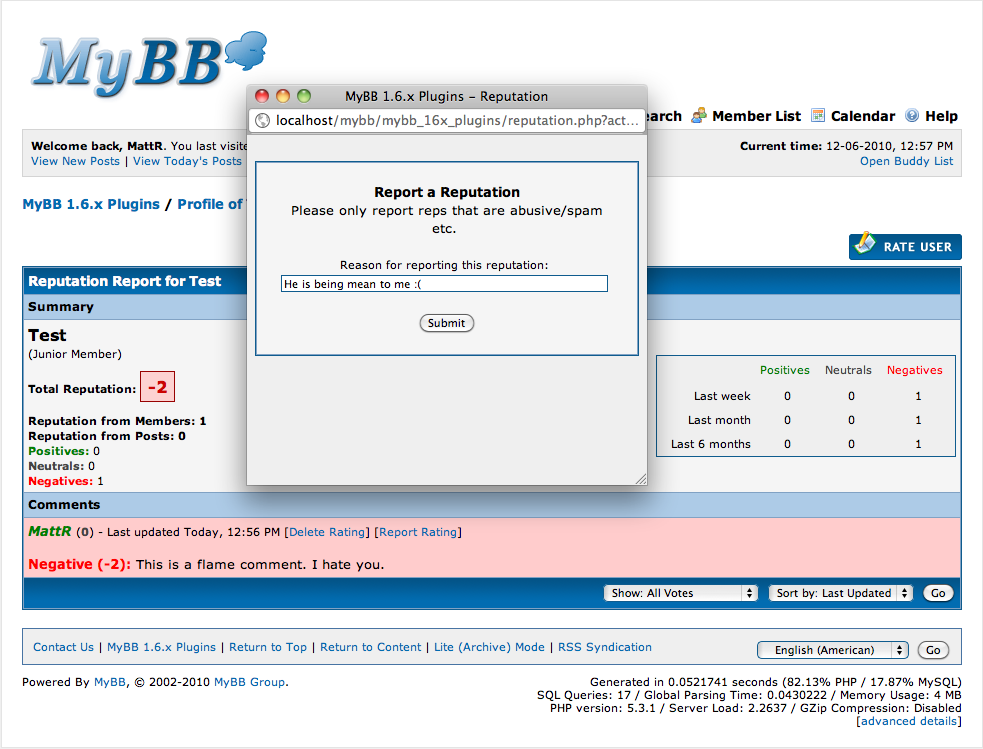 MyBB
MyBB 1.6.x Plugins – Reputation
localhost/mybb/mybb_16x_plugins/reputation.php?act...
earch Member List Calendar Help
Welcome back, MattR. You last visite
Current time: 12-06-2010, 12:57 PM
View New Posts | View Today's Posts
Open Buddy List
Report a Reputation
Please only report reps that are abusive/spam
etc.
MyBB 1.6.x Plugins / Profile of
RATE USER
Reason for reporting this reputation:
He is being mean to me :(
Submit
Reputation Report for Test
Summary
Test
(Junior Member)
Total Reputation: -2
Reputation from Members: 1
Reputation from Posts: 0
Positives: 0
Neutrals: 0
Negatives: 1
Positives Neutrals Negatives
Last week 0 0 1
Last month 0 0 1
Last 6 months 0 0 1
Comments
MattR (0) - Last updated Today, 12:56 PM [Delete Rating] [Report Rating]
Negative (-2): This is a flame comment. I hate you.
Show: All Votes Sort by: Last Updated Go
Contact Us | MyBB 1.6.x Plugins | Return to Top | Return to Content | Lite (Archive) Mode | RSS Syndication
English (American) Go
Powered By MyBB, © 2002-2010 MyBB Group.
Generated in 0.0521741 seconds (82.13% PHP / 17.87% MySQL)
SQL Queries: 17 / Global Parsing Time: 0.0430222 / Memory Usage: 4 MB
PHP version: 5.3.1 / Server Load: 2.2637 / GZip Compression: Disabled
[advanced details]